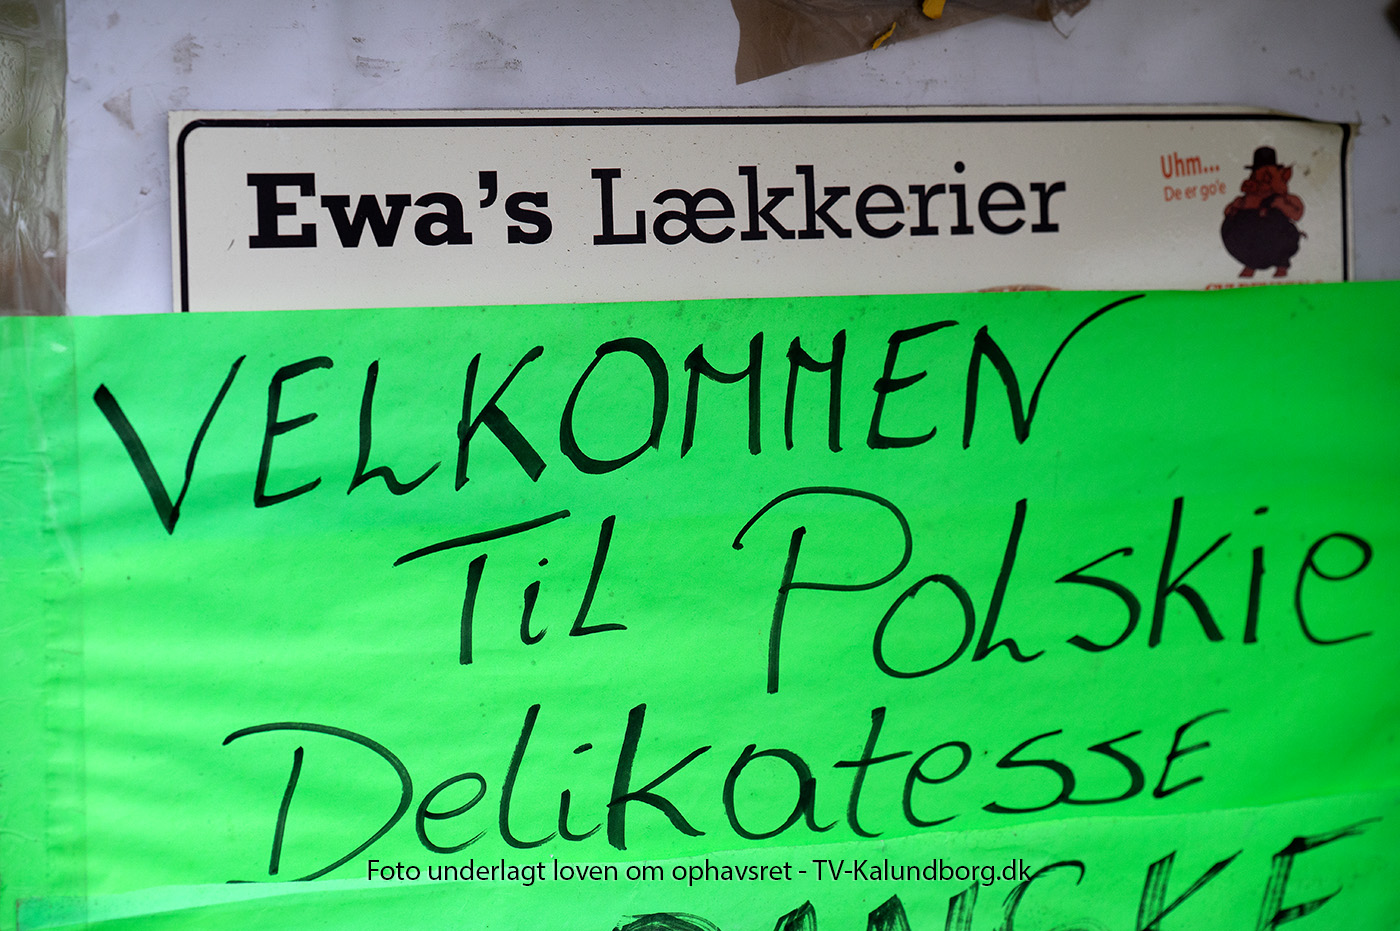 Ewa's Lækkerier
Uhm...
De er go'e
VELKOMMEN
TiL POLSKIE
DeLiKatesse
Foto underlagt loven om ophavsret - TV-Kalundborg.dk